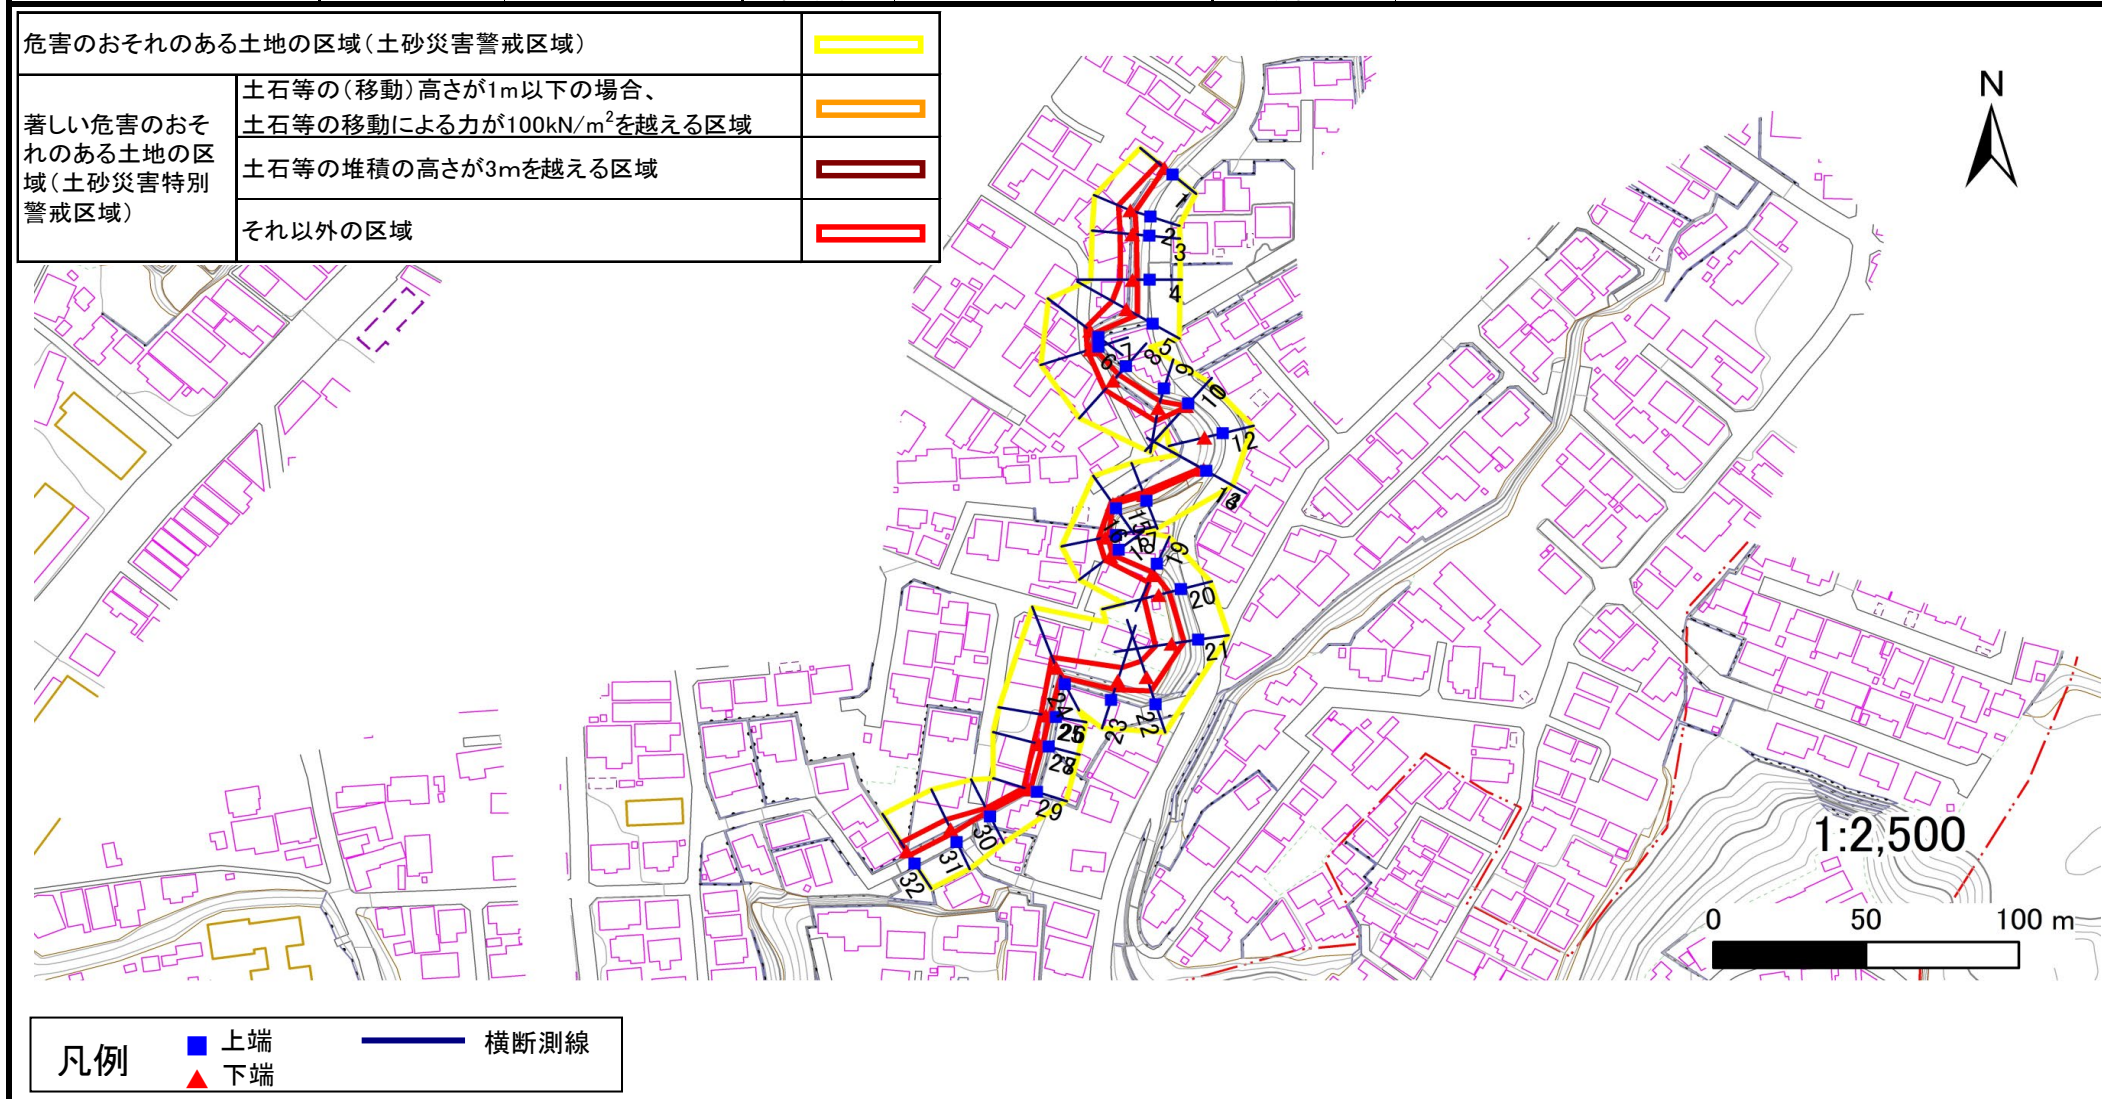 危害のおそれのある土地の区域(土砂災害警戒区域)
著しい危害のおそ
れのある土地の区
域(土砂災害特別
警戒区域)
土石等の(移動)高さが1m以下の場合、
土石等の移動による力が100kN/m²を越える区域
土石等の堆積の高さが3mを越える区域
それ以外の区域
N
1
2
3
4
5
6
7
8
9
10
12
15
19
20
21
22
23
24
29
30
31
32
1:2,500
0 50 100 m
凡例
上端
下端
横断測線